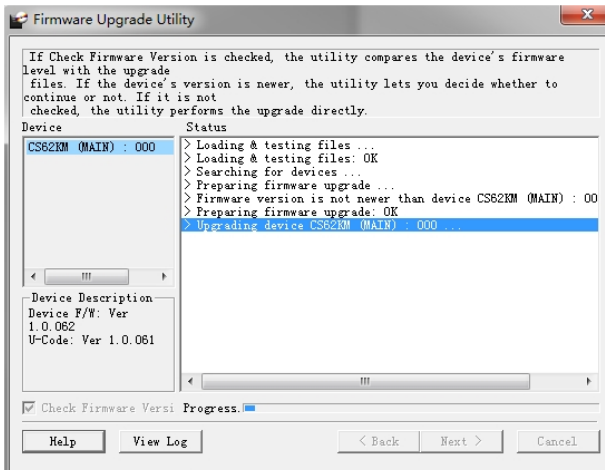 Firmware Upgrade Utility
If Check Firmware Version is checked, the utility compares the device's firmware
level with the upgrade
files. If the device's version is newer, the utility lets you decide whether to
continue or not. If it is not
checked, the utility performs the upgrade directly.
Device
Status
CS62KM (MAIN) : 000
> Loading & testing files ...
> Loading & testing files: OK
> Searching for devices ...
> Preparing firmware upgrade ...
> Firmware version is not newer than device CS62KM (MAIN) : 00
> Preparing firmware upgrade: OK
> Upgrading device CS62KM (MAIN) : 000 ...
Device Description
Device F/W: Ver
1.0.062
U-Code: Ver 1.0.061
Check Firmware Versi
Progress.
Help
View Log
< Back
Next >
Cancel